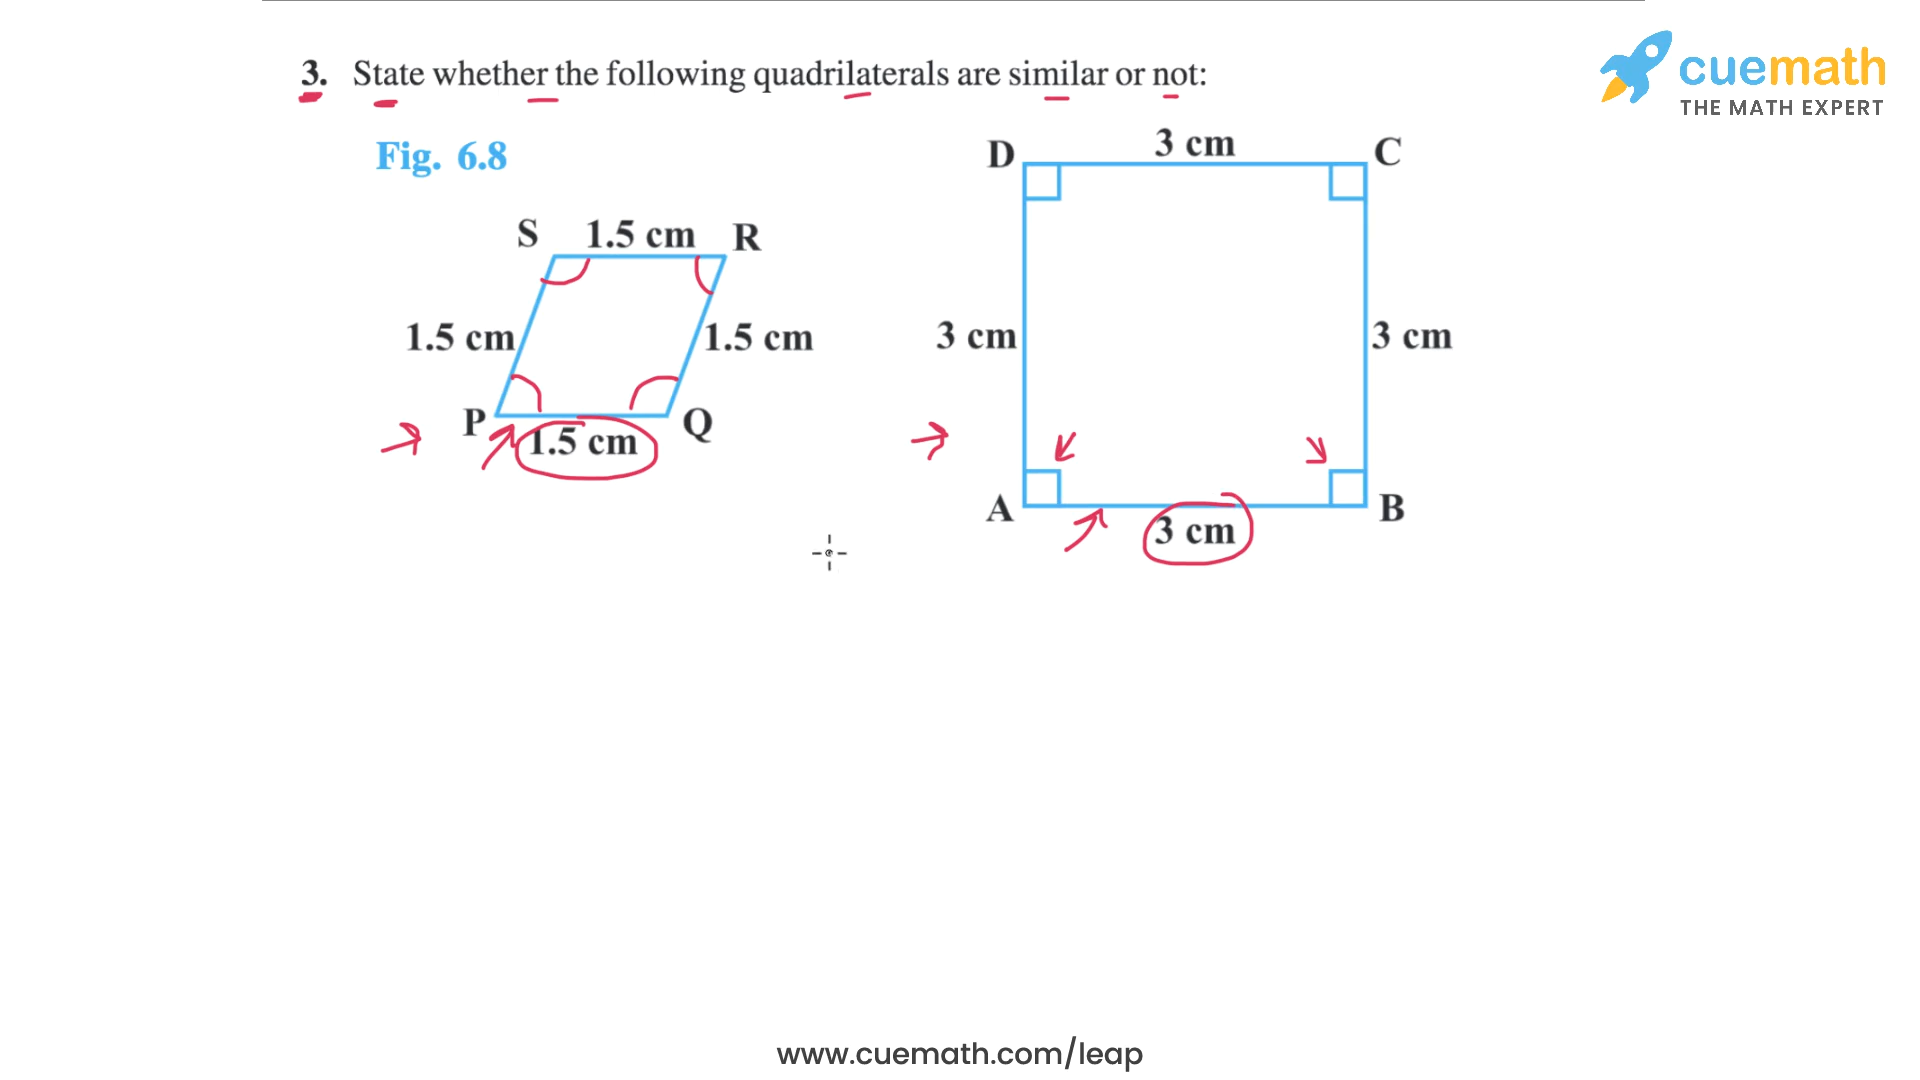 3. State whether the following quadrilaterals are similar or not:
cuemath
THE MATH EXPERT
Fig. 6.8
S 1.5 cm R
1.5 cm
1.5 cm
P
Q
1.5 cm
D 3 cm C
3 cm
3 cm
A
B
3 cm
www.cuemath.com/leap